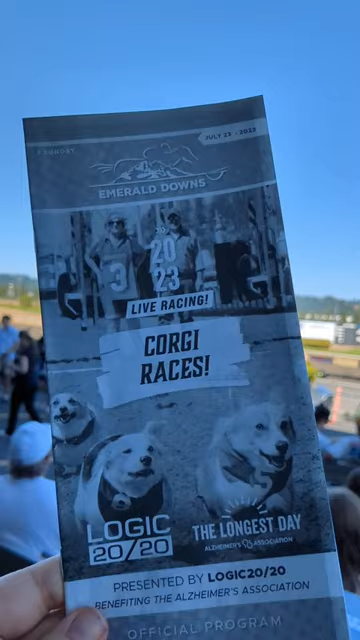 SUNDAY
JULY 23 · 2023
EMERALD DOWNS
3
20
23
LIVE RACING!
CORGI
RACES!
LOGIC
20/20
THE LONGEST DAY
ALZHEIMER'S ASSOCIATION
PRESENTED BY LOGIC20/20
BENEFITING THE ALZHEIMER'S ASSOCIATION
OFFICIAL PROGRAM